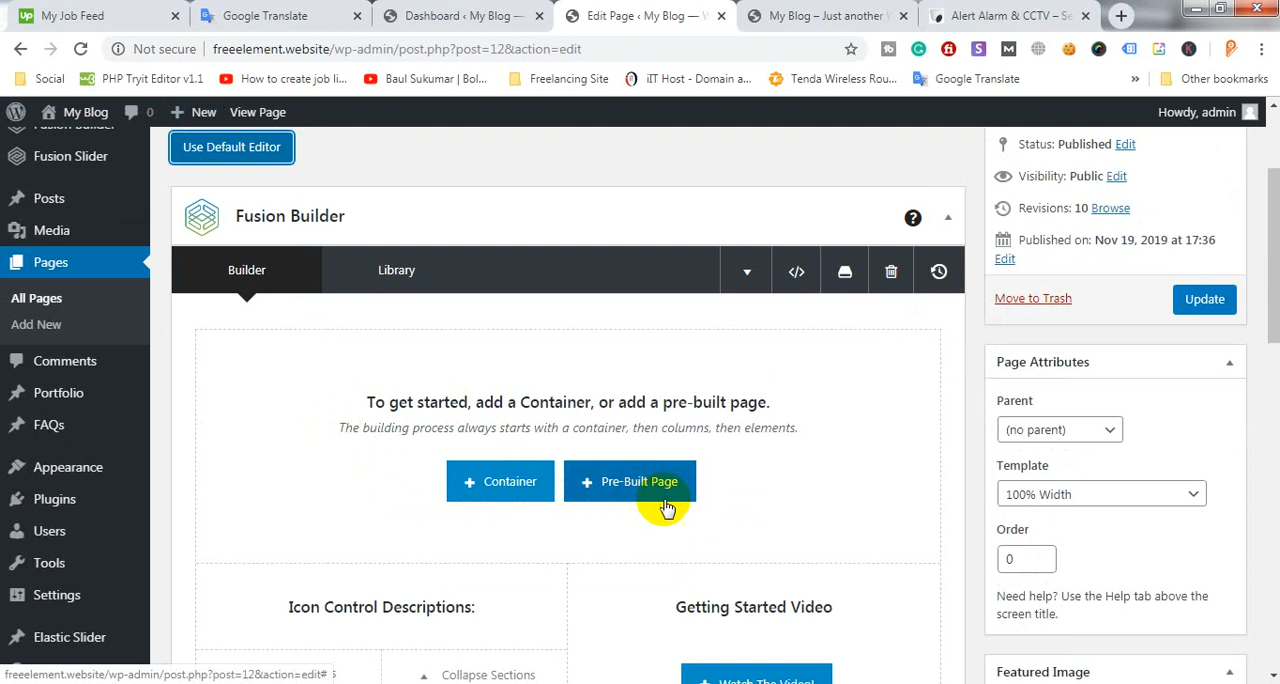 My Job Feed
Google Translate
Dashboard ‹ My Blog —
Edit Page ‹ My Blog — W
My Blog – Just another W
Alert Alarm & CCTV – Se
Not secure
freeelement.website/wp-admin/post.php?post=12&action=edit
Social
PHP Tryit Editor v1.1
How to create job li...
Baul Sukumar | Bol...
Freelancing Site
iIT Host - Domain a...
Tenda Wireless Rou...
Google Translate
»
Other bookmarks
My Blog
0
New
View Page
Howdy, admin
Fusion Slider
Posts
Media
Pages
All Pages
Add New
Comments
Portfolio
FAQs
Appearance
Plugins
Users
Tools
Settings
Elastic Slider
Use Default Editor
Fusion Builder
Builder
Library
To get started, add a Container, or add a pre-built page.
The building process always starts with a container, then columns, then elements.
+ Container
+ Pre-Built Page
Icon Control Descriptions:
Getting Started Video
Collapse Sections
+ Watch The Video!
Status: Published Edit
Visibility: Public Edit
Revisions: 10 Browse
Published on: Nov 19, 2019 at 17:36
Edit
Move to Trash
Update
Page Attributes
Parent
(no parent)
Template
100% Width
Order
0
Need help? Use the Help tab above the
screen title.
Featured Image
freeelement.website/wp-admin/post.php?post=12&action=edit#